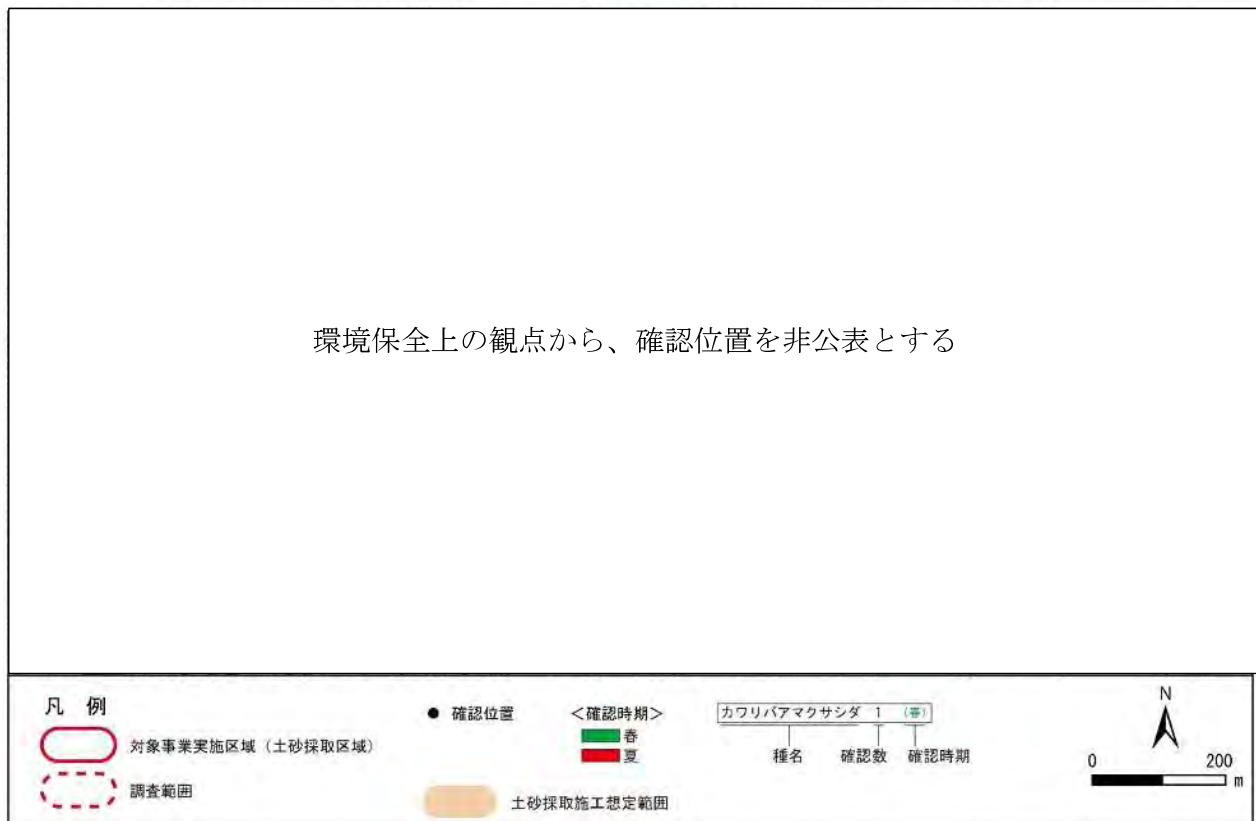 環境保全上の観点から、確認位置を非公表とする
凡 例
対象事業実施区域（土砂採取区域）
調査範囲
● 確認位置
土砂採取施工想定範囲
＜確認時期＞
春
夏
カワリバアマクサシダ 1 (春)
種名 確認数 確認時期
N
0 200
m